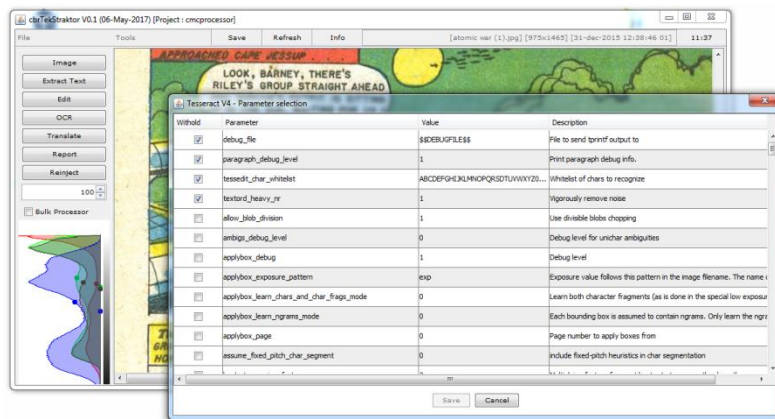 cbrTekStraktor V0.1 (06-May-2017) [Project : cmcprocessor]
File Tools Save Refresh Info [atomic war (1).jpg] [975x1465] [31-dec-2015 12:38:46 01] 11:37
Image
Extract Text
Edit
OCR
Translate
Report
Reinject
100
Bulk Processor
APPROACHED CAPE JESSUP . . .
LOOK, BARNEY, THERE'S
RILEY'S GROUP STRAIGHT AHEAD
Tesseract V4 - Parameter selection
Withold Parameter Value Description
debug_file $$DEBUGFILE$$ File to send tprintf output to
paragraph_debug_level 1 Print paragraph debug info.
tessedit_char_whitelist ABCDEFGHIJKLMNOPQRSDTUVWXYZ0... Whitelist of chars to recognize
textord_heavy_nr 1 Vigorously remove noise
allow_blob_division 1 Use divisible blobs chopping
ambigs_debug_level 0 Debug level for unichar ambiguities
applybox_debug 1 Debug level
applybox_exposure_pattern exp Exposure value follows this pattern in the image filename. The name
applybox_learn_chars_and_char_frags_mode 0 Learn both character fragments (as is done in the special low exposur
applybox_learn_ngrams_mode 0 Each bounding box is assumed to contain ngrams. Only learn the ngra
applybox_page 0 Page number to apply boxes from
assume_fixed_pitch_char_segment 0 include fixed-pitch heuristics in char segmentation
Save Cancel